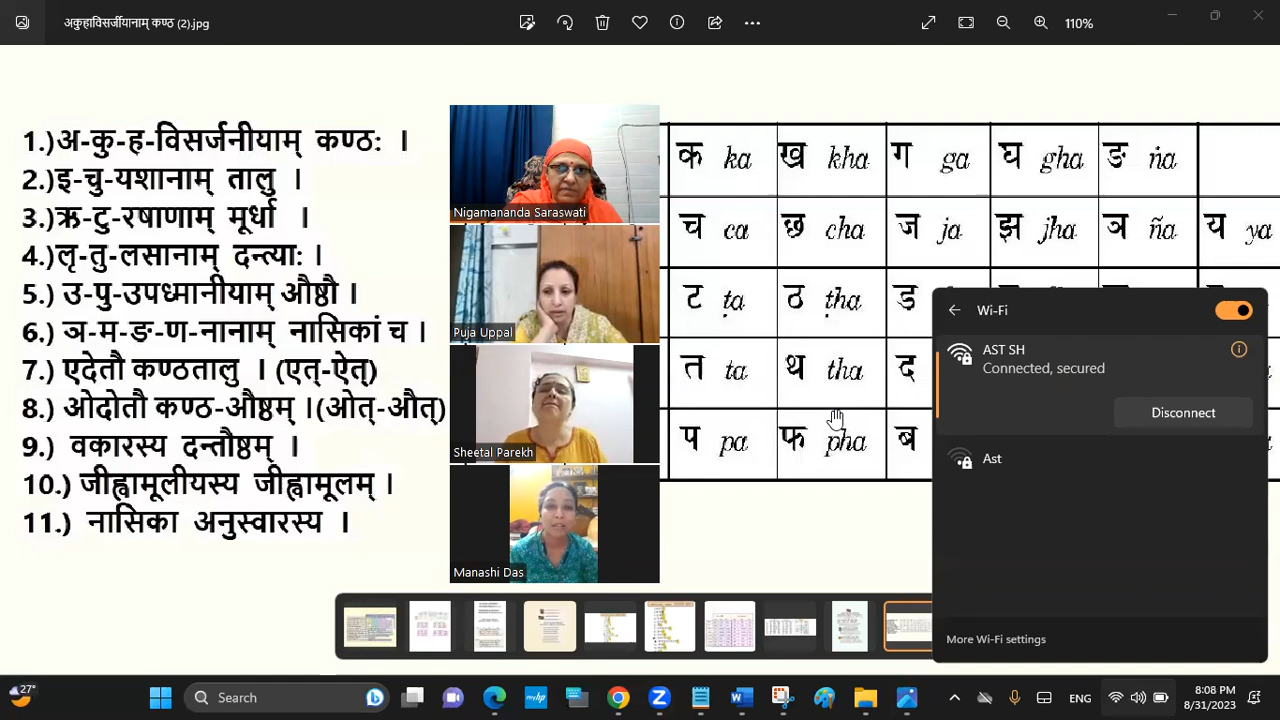 अकुहाविसर्जीयानाम् कण्ठ (2).jpg
110%
1.)अ-कु-ह-विसर्जनीयाम् कण्ठः ।
2.)इ-चु-यशानाम् तालु ।
3.)ऋ-टु-रषाणाम् मूर्धा ।
4.)लृ-तु-लसानाम् दन्त्याः ।
5.) उ-पु-उपध्मानीयाम् औष्ठौ ।
6.) ञ-म-ङ-ण-नानाम् नासिकां च ।
7.) एदेतौ कण्ठतालु । (एत्-ऐत्)
8.) ओदोतौ कण्ठ-औष्ठम् ।(ओत्-औत्)
9.) वकारस्य दन्तौष्ठम् ।
10.) जीह्वामूलीयस्य जीह्वामूलम् ।
11.) नासिका अनुस्वारस्य ।
Nigamananda Saraswati
Puja Uppal
Sheetal Parekh
Manashi Das
क ka ख kha ग ga घ gha ङ ṅa
च ca छ cha ज ja झ jha ञ ña य ya
ट ṭa ठ ṭha ड
त ta थ tha द
प pa फ pha ब
Wi-Fi
AST SH
Connected, secured
Disconnect
Ast
More Wi-Fi settings
27°
Search
ENG
8:08 PM
8/31/2023